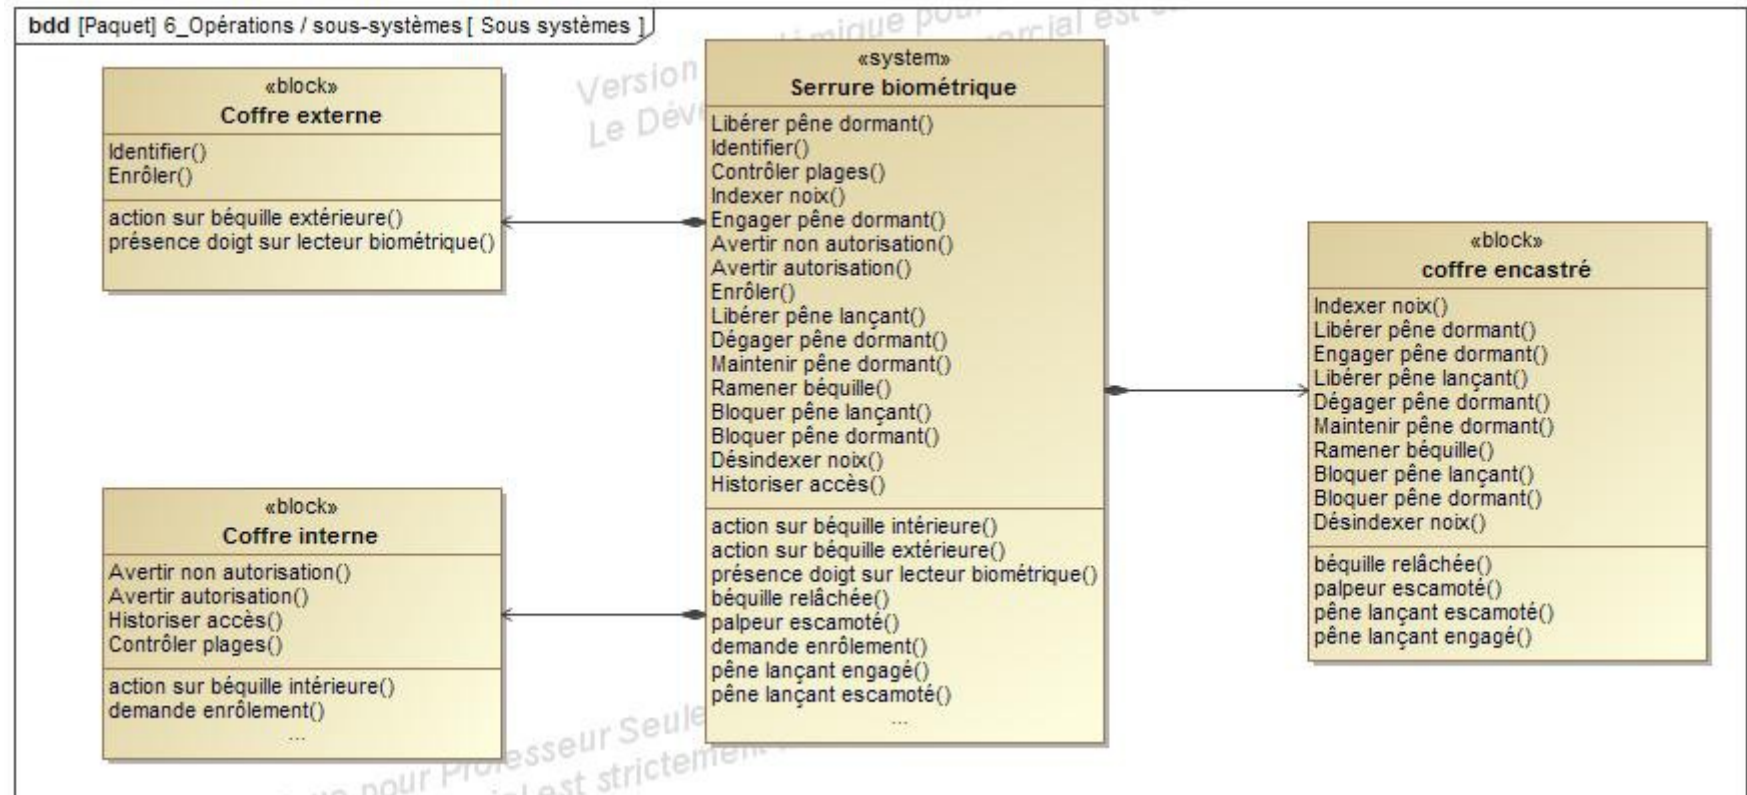 bdd [Paquet] 6_Opérations / sous-systèmes [ Sous systèmes ]
«block»
Coffre externe
Identifier()
Enrôler()
action sur béquille extérieure()
présence doigt sur lecteur biométrique()
«block»
Coffre interne
Avertir non autorisation()
Avertir autorisation()
Historiser accès()
Contrôler plages()
action sur béquille intérieure()
demande enrôlement()
...
«system»
Serrure biométrique
Libérer pêne dormant()
Identifier()
Contrôler plages()
Indexer noix()
Engager pêne dormant()
Avertir non autorisation()
Avertir autorisation()
Enrôler()
Libérer pêne lançant()
Dégager pêne dormant()
Maintenir pêne dormant()
Ramener béquille()
Bloquer pêne lançant()
Bloquer pêne dormant()
Désindexer noix()
Historiser accès()
action sur béquille intérieure()
action sur béquille extérieure()
présence doigt sur lecteur biométrique()
béquille relâchée()
palpeur escamoté()
demande enrôlement()
pêne lançant engagé()
pêne lançant escamoté()
...
«block»
coffre encastré
Indexer noix()
Libérer pêne dormant()
Engager pêne dormant()
Libérer pêne lançant()
Dégager pêne dormant()
Maintenir pêne dormant()
Ramener béquille()
Bloquer pêne lançant()
Bloquer pêne dormant()
Désindexer noix()
béquille relâchée()
palpeur escamoté()
pêne lançant escamoté()
pêne lançant engagé()
Version
Le
est
pour Professeur
est strictement